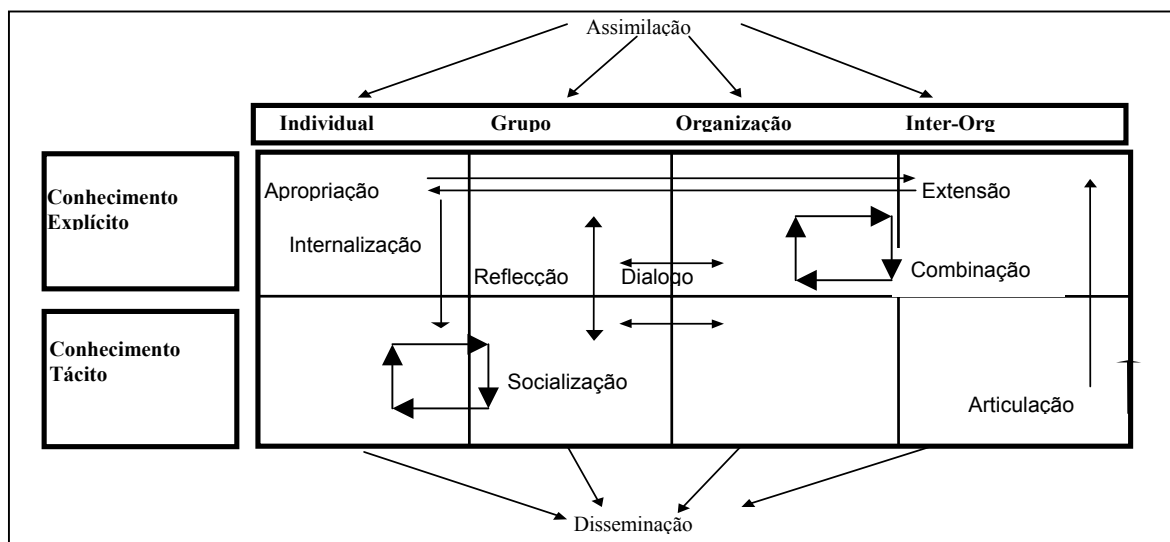 Assimilação
Individual Grupo Organização Inter-Org
Conhecimento
Explícito
Apropriação Extensão
Internalização
Reflecção Dialogo Combinação
Conhecimento
Tácito
Socialização
Articulação
Disseminação